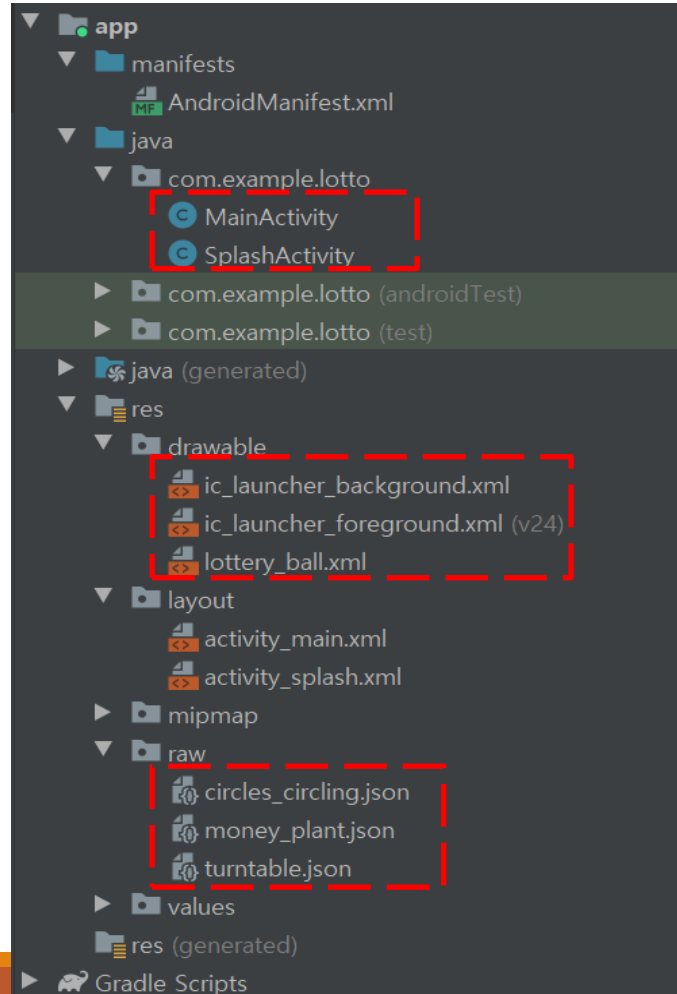 app
manifests
MF AndroidManifest.xml
java
com.example.lotto
C MainActivity
C SplashActivity
com.example.lotto (androidTest)
com.example.lotto (test)
java (generated)
res
drawable
ic_launcher_background.xml
ic_launcher_foreground.xml (v24)
lottery_ball.xml
layout
activity_main.xml
activity_splash.xml
mipmap
raw
circles_circling.json
money_plant.json
turntable.json
values
res (generated)
Gradle Scripts